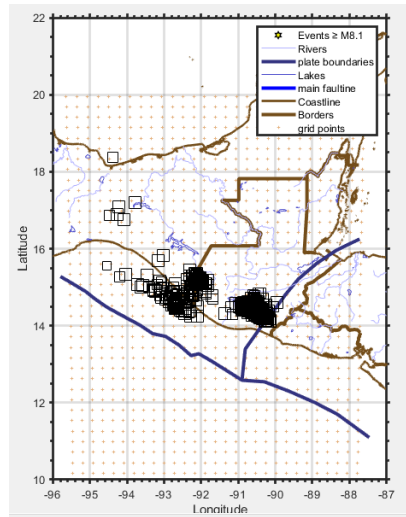 22
20
18
16
14
12
10
Latitude
-96
-95
-94
-93
-92
-91
-90
-89
-88
-87
Longitude
Events ≥ M8.1
Rivers
plate boundaries
Lakes
main faultline
Coastline
Borders
grid points